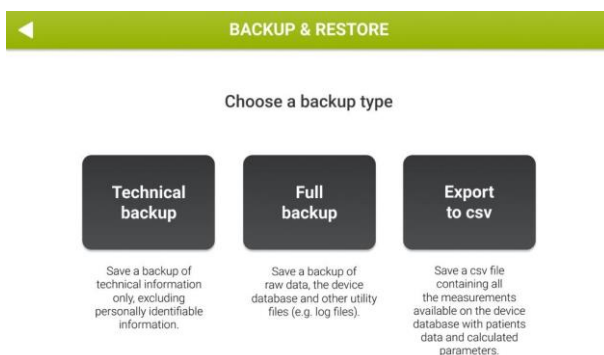 BACKUP & RESTORE
Choose a backup type
Technical
backup
Save a backup of
technical information
only, excluding
personally identifiable
information.
Full
backup
Save a backup of
raw data, the device
database and other utility
files (e.g. log files).
Export
to csv
Save a csv file
containing all
the measurements
available on the device
database with patients
data and calculated
parameters.